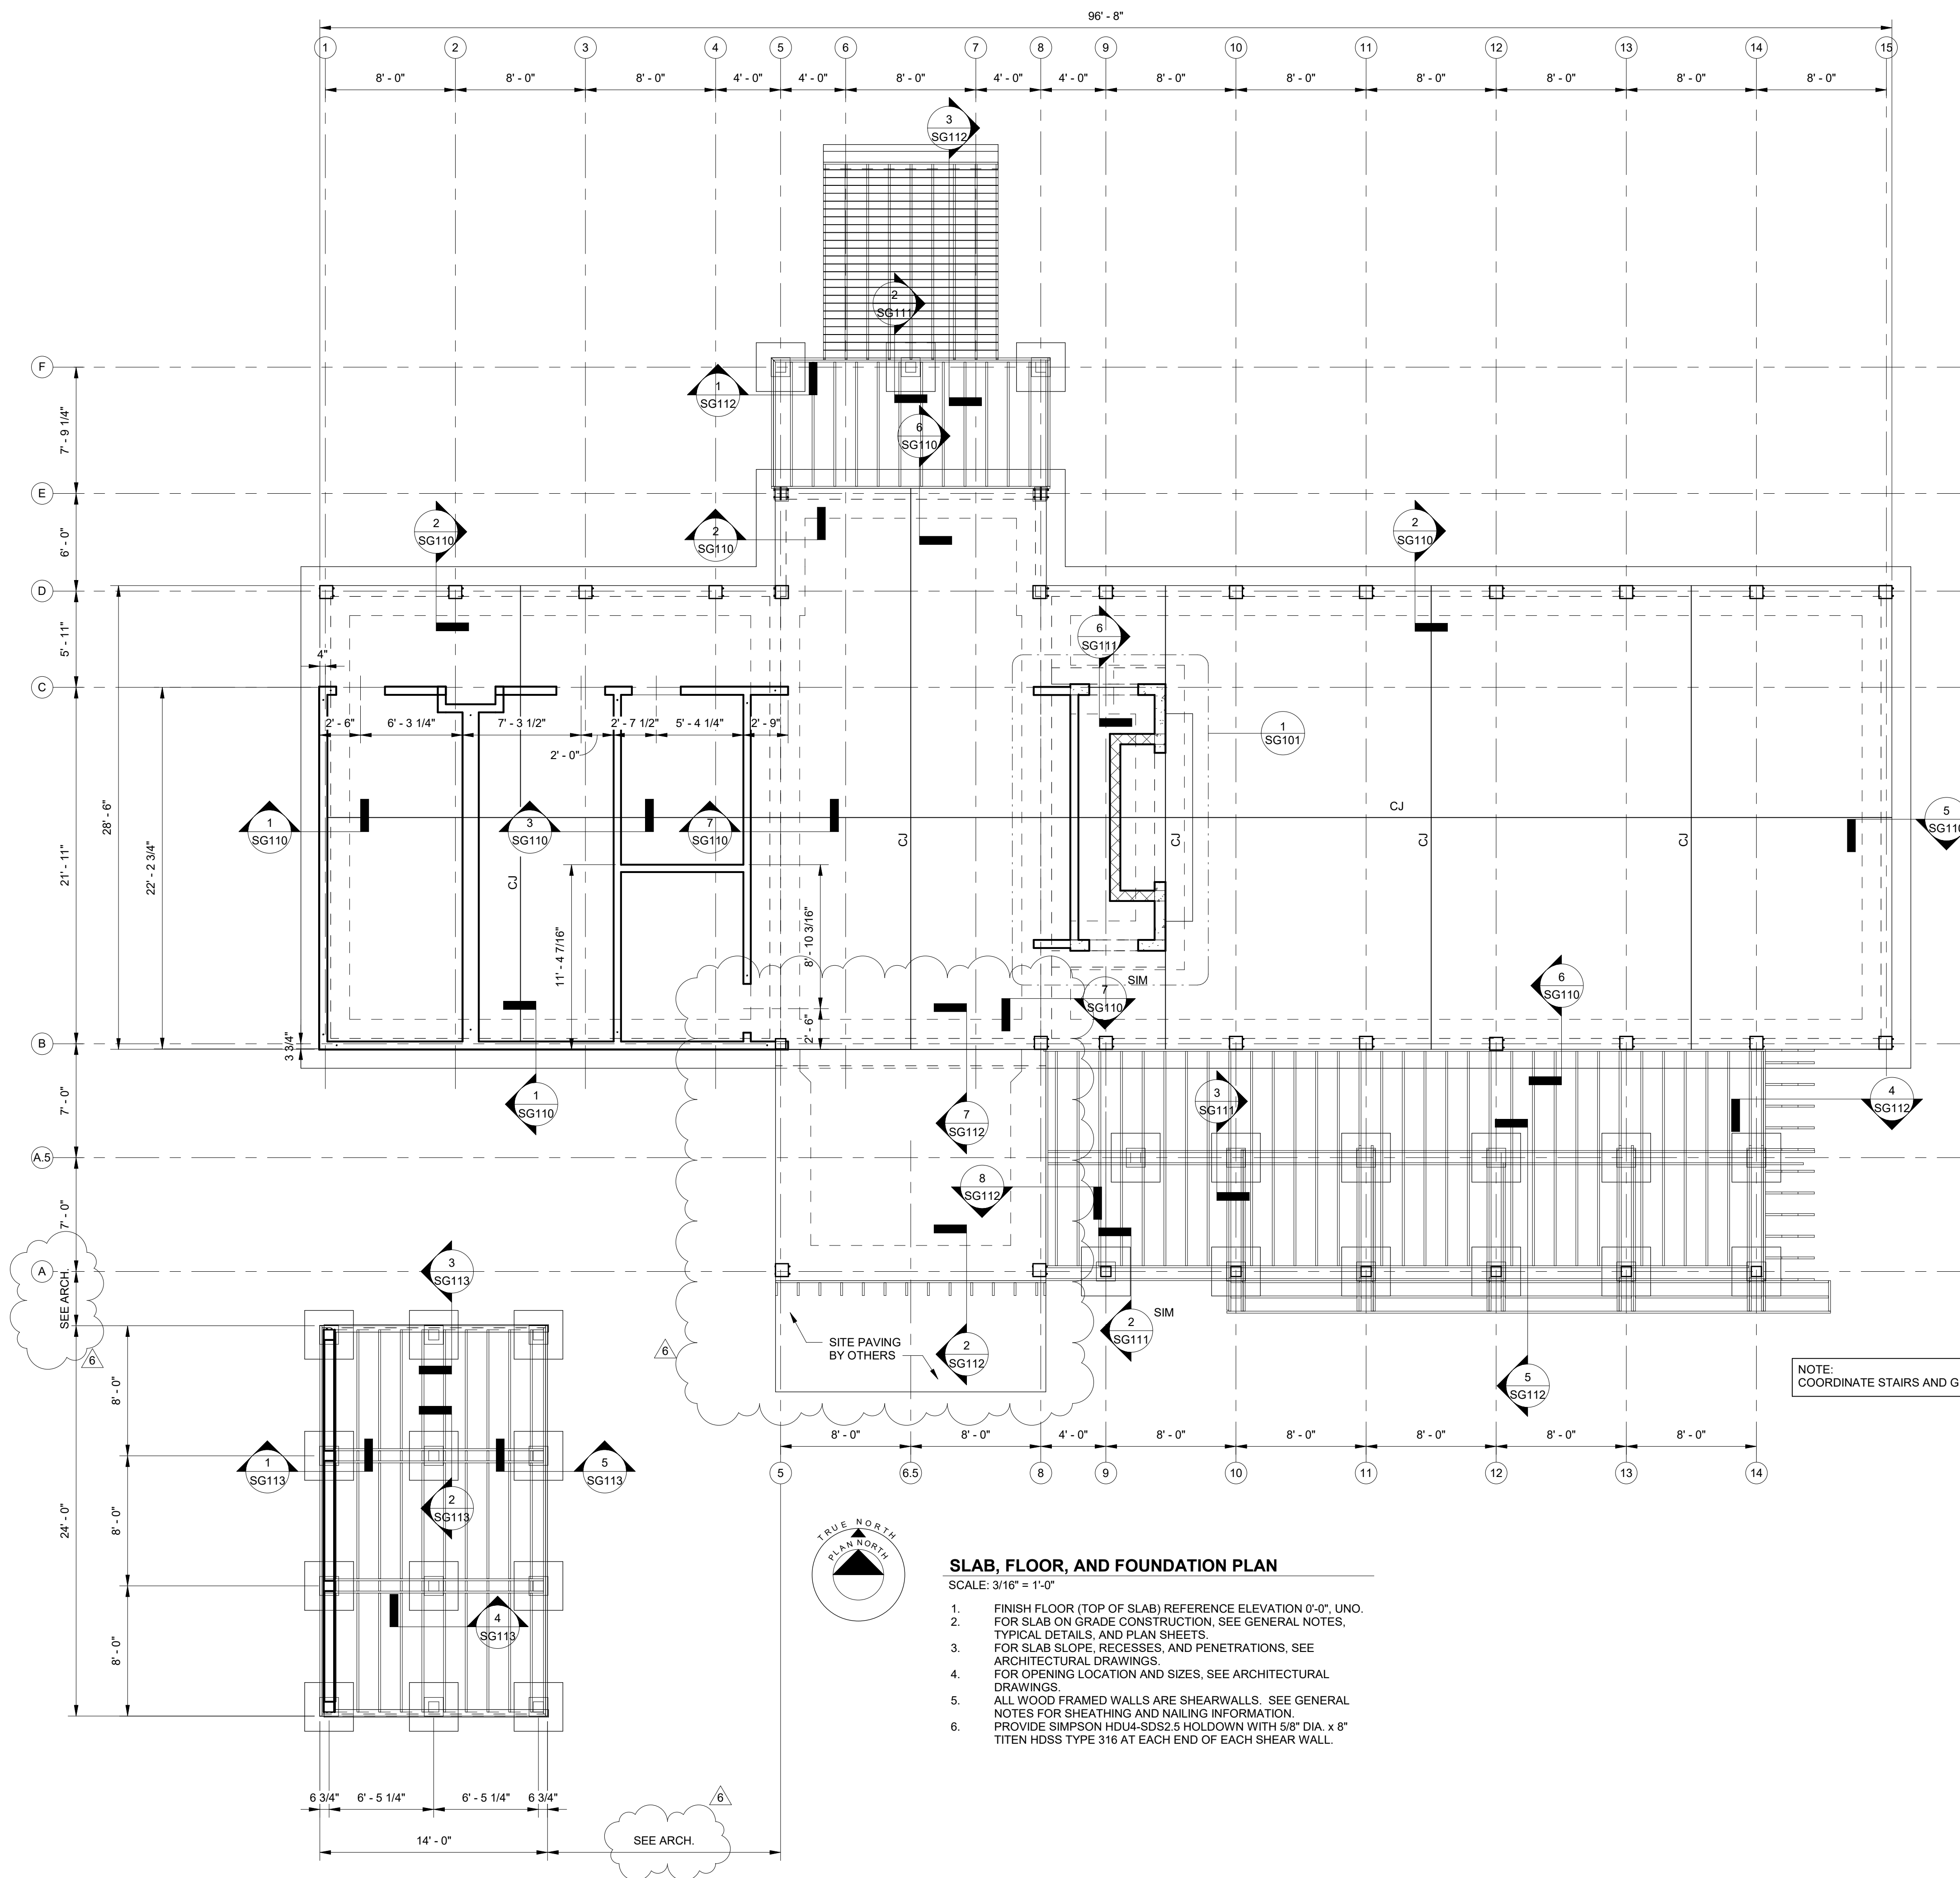 96' - 8"
1 2 3 4 5 6 7 8 9 10 11 12 13 14 15
8' - 0" 8' - 0" 8' - 0" 4' - 0" 4' - 0" 8' - 0" 4' - 0" 4' - 0" 8' - 0" 8' - 0" 8' - 0" 8' - 0" 8' - 0" 8' - 0"
3
SG112
2
SG111
F
1
SG112
7' - 9 1/4"
6
SG110
E
2
SG110
2
SG110
2
SG110
6' - 0"
D
5' - 11"
6
SG111
4"
C
2' - 6" 6' - 3 1/4" 7' - 3 1/2" 2' - 7 1/2" 5' - 4 1/4" 2' - 9"
2' - 0"
1
SG101
28' - 6"
22' - 2 3/4"
21' - 11"
1
SG110
3
SG110
7
SG110
CJ
5
SG110
CJ
CJ
CJ
CJ
CJ
11' - 4 7/16"
8' - 10 3/16"
2' - 6"
SIM
7
SG110
6
SG110
B
3 3/4"
7' - 0"
1
SG110
7
SG112
3
SG111
4
SG112
A.5
8
SG112
7' - 0"
A
SEE ARCH.
6
3
SG113
SITE PAVING
BY OTHERS
6
2
SG112
SIM
2
SG111
5
SG112
NOTE:
COORDINATE STAIRS AND G
8' - 0" 8' - 0" 4' - 0" 8' - 0" 8' - 0" 8' - 0" 8' - 0" 8' - 0"
5 6.5 8 9 10 11 12 13 14
8' - 0"
8' - 0"
8' - 0"
24' - 0"
1
SG113
5
SG113
2
SG113
4
SG113
6 3/4" 6' - 5 1/4" 6' - 5 1/4" 6 3/4"
14' - 0"
SEE ARCH.
6
TRUE NORTH
PLAN NORTH
SLAB, FLOOR, AND FOUNDATION PLAN
SCALE: 3/16" = 1'-0"
1. FINISH FLOOR (TOP OF SLAB) REFERENCE ELEVATION 0'-0", UNO.
2. FOR SLAB ON GRADE CONSTRUCTION, SEE GENERAL NOTES,
TYPICAL DETAILS, AND PLAN SHEETS.
3. FOR SLAB SLOPE, RECESSES, AND PENETRATIONS, SEE
ARCHITECTURAL DRAWINGS.
4. FOR OPENING LOCATION AND SIZES, SEE ARCHITECTURAL
DRAWINGS.
5. ALL WOOD FRAMED WALLS ARE SHEARWALLS. SEE GENERAL
NOTES FOR SHEATHING AND NAILING INFORMATION.
6. PROVIDE SIMPSON HDU4-SDS2.5 HOLDOWN WITH 5/8" DIA. x 8"
TITEN HDSS TYPE 316 AT EACH END OF EACH SHEAR WALL.